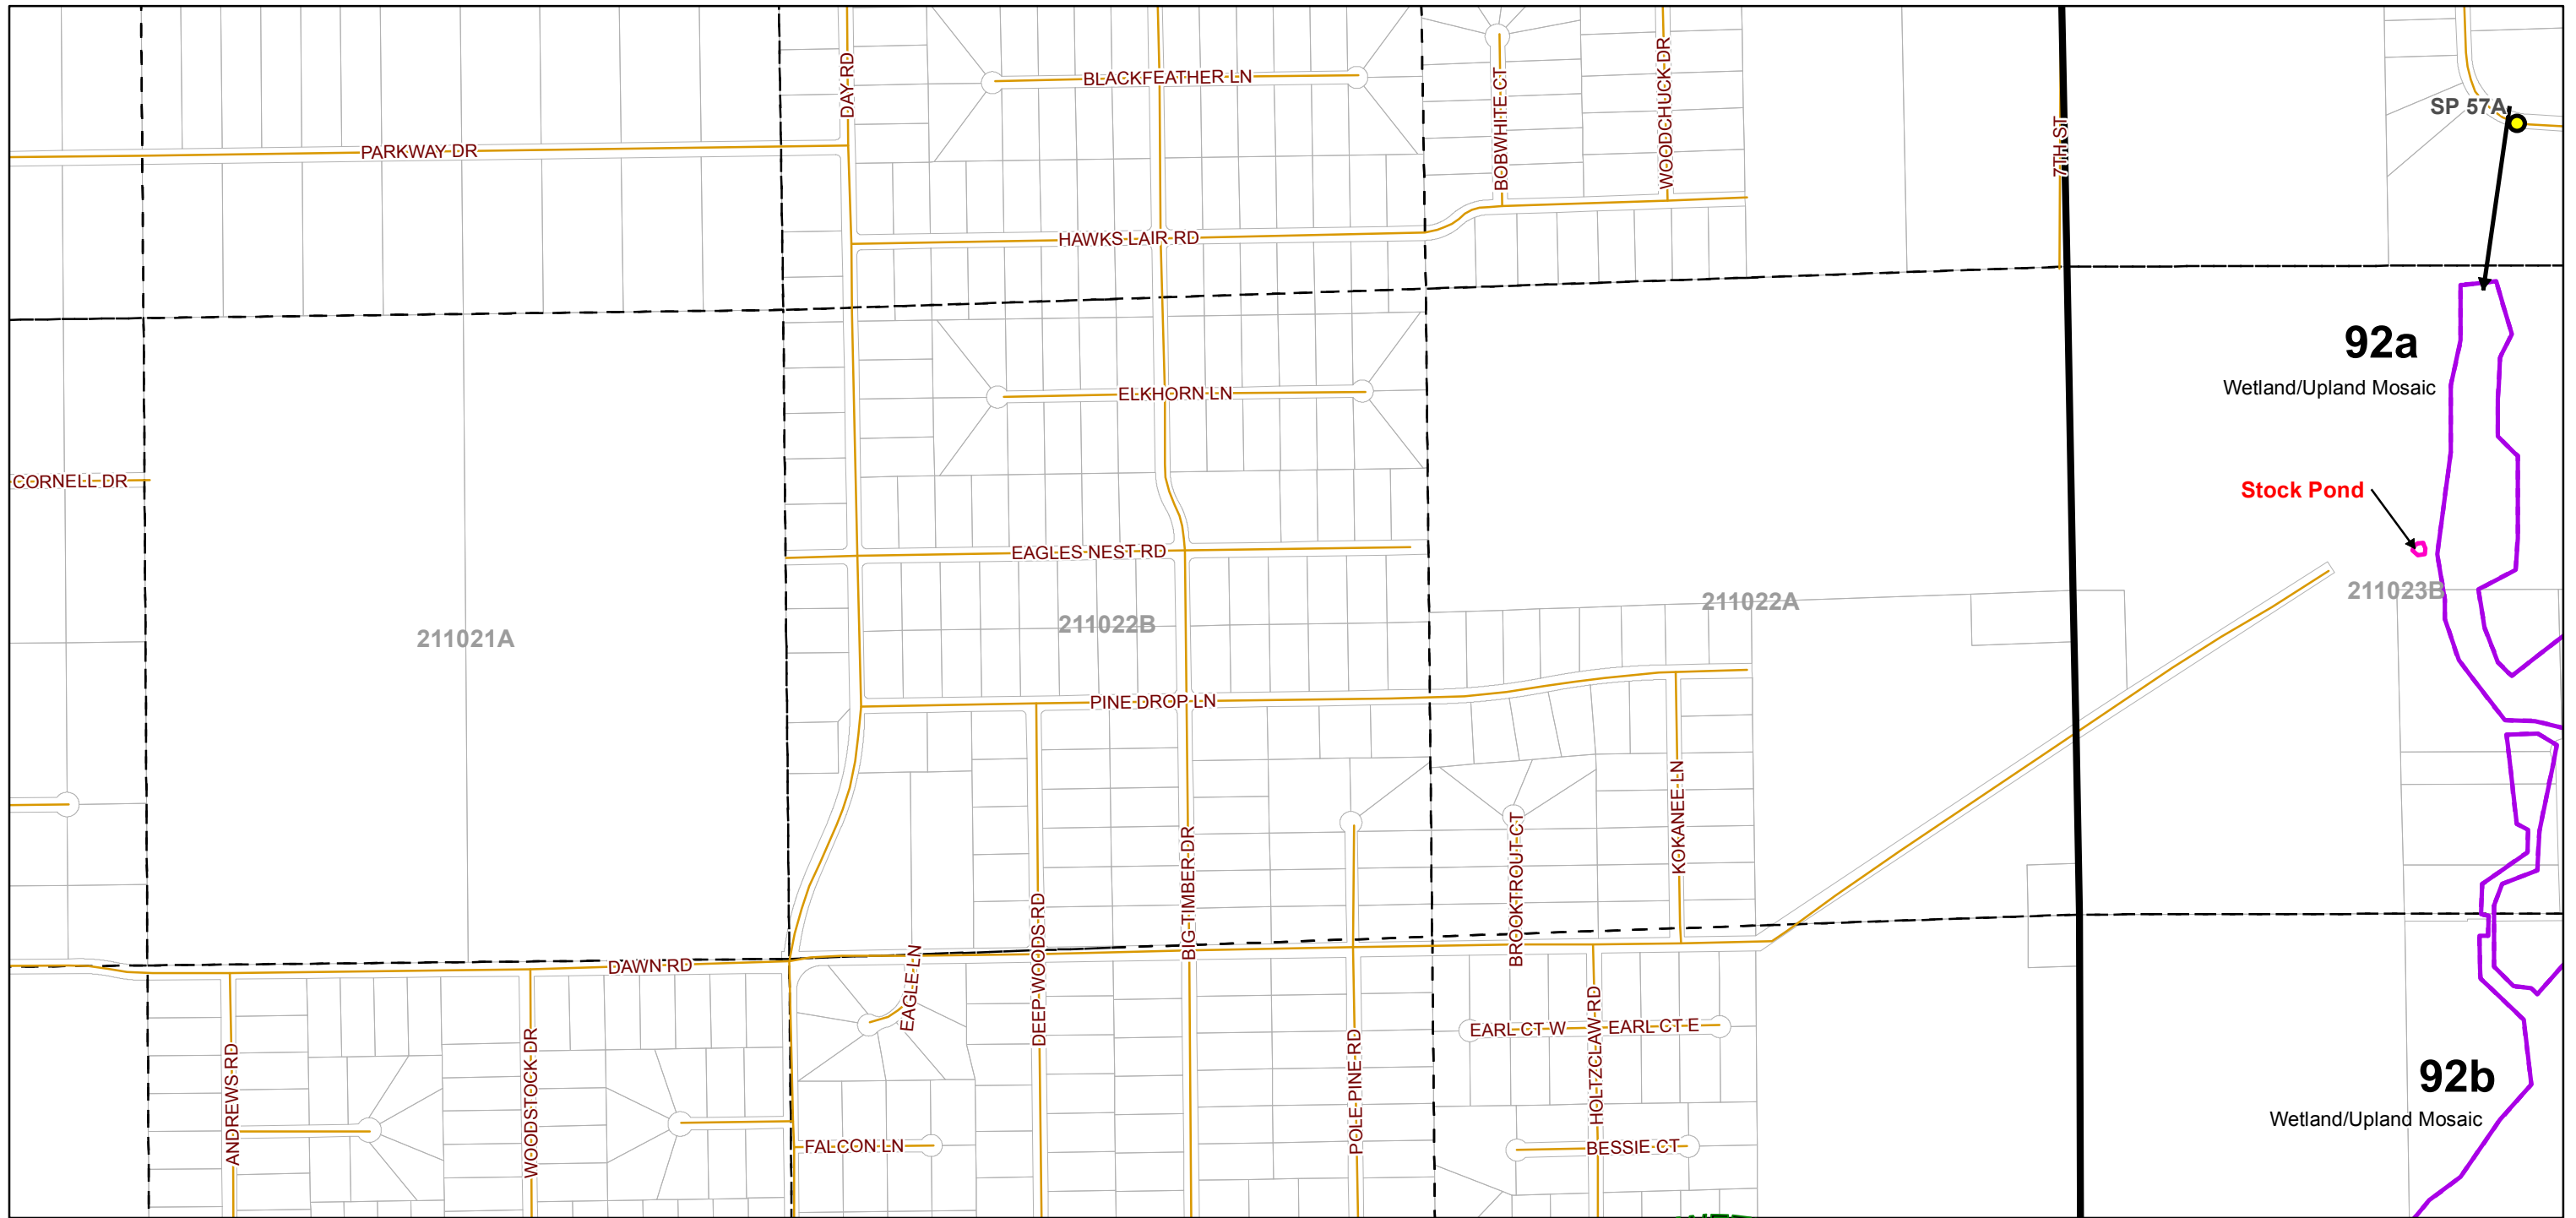 BLACKFEATHER LN
DAY RD
BOBWHITE CT
WOODCHUCK DR
SP 57A
7TH ST
PARKWAY DR
HAWKS LAIR RD
92a
Wetland/Upland Mosaic
ELKHORN LN
CORNELL DR
Stock Pond
EAGLES NEST RD
211023B
211022A
211022B
211021A
PINE DROP LN
KOKANEE LN
BROOKTROUT CT
BIG TIMBER DR
DEEP WOODS RD
DAWN RD
EAGLE LN
EARL CT W
EARL CT E
HOLTZCLAW RD
POLE PINE RD
WOODSTOCK DR
ANDREWS RD
92b
Wetland/Upland Mosaic
FALCON LN
BESSIE CT